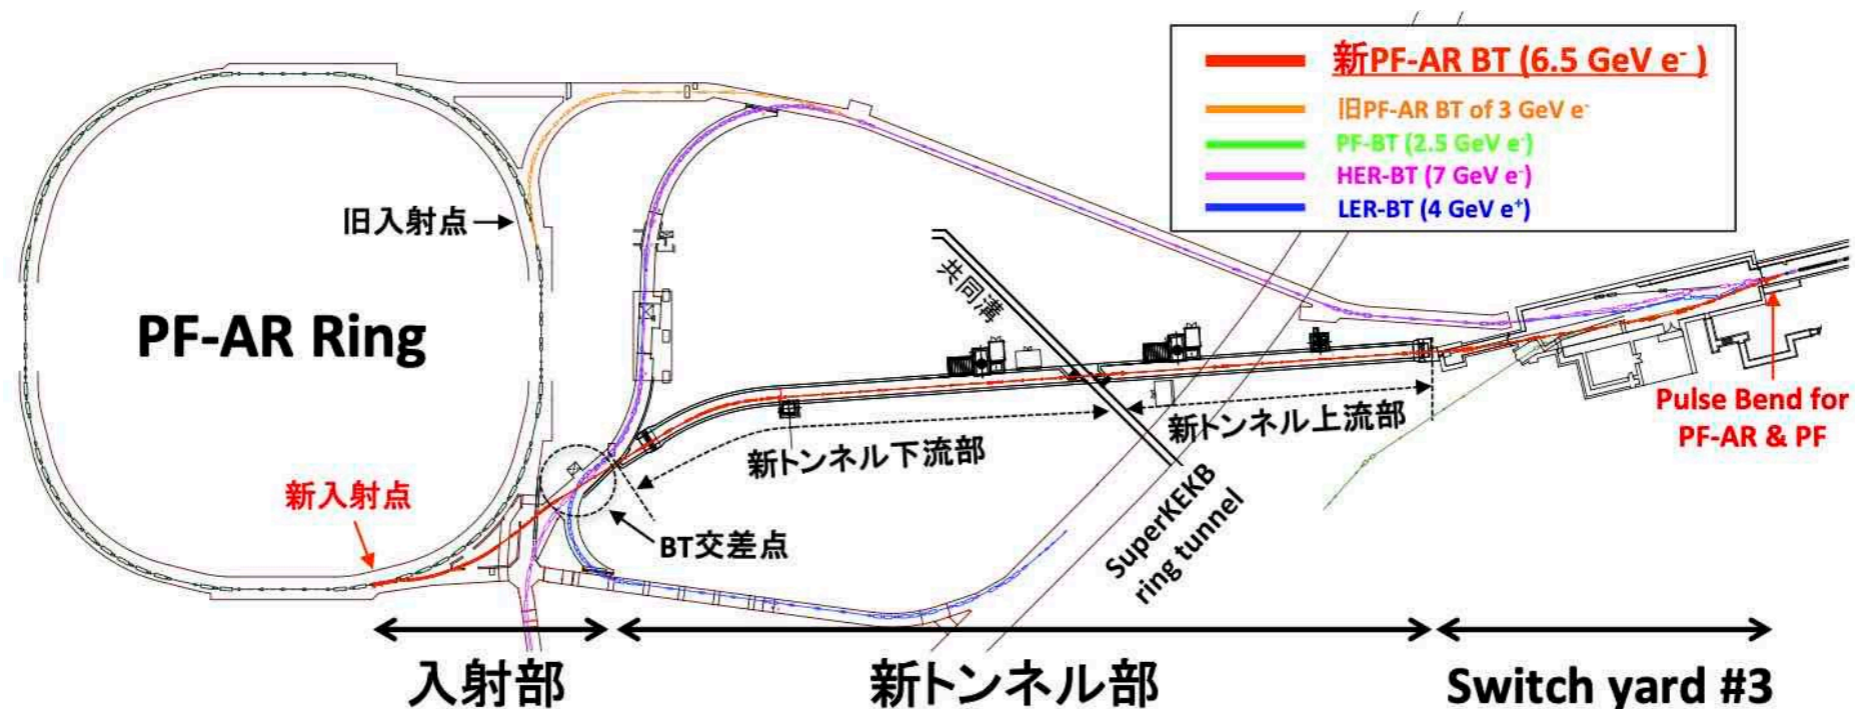 新PF-AR BT (6.5 GeV e⁻ )
旧PF-AR BT of 3 GeV e⁻
PF-BT (2.5 GeV e⁻)
HER-BT (7 GeV e⁻)
LER-BT (4 GeV e⁺)
旧入射点
共同溝
PF-AR Ring
Pulse Bend for
PF-AR & PF
新トンネル上流部
新トンネル下流部
新入射点
BT交差点
SuperKEKB
ring tunnel
入射部
新トンネル部
Switch yard #3